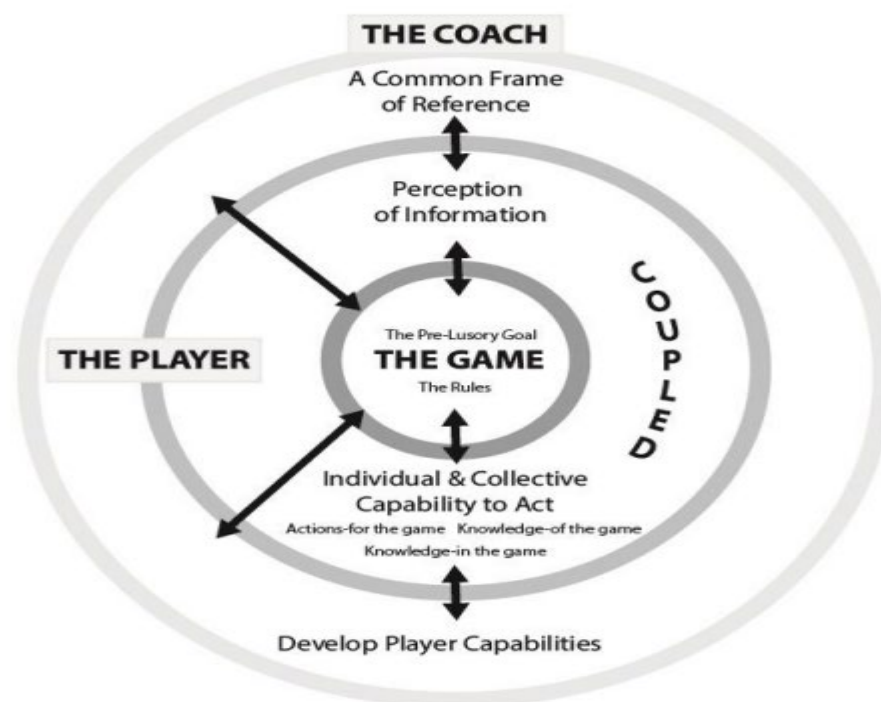 THE COACH
A Common Frame
of Reference
Perception
of Information
COUPLED
The Pre-Lusory Goal
THE PLAYER
THE GAME
The Rules
Individual & Collective
Capability to Act
Actions-for the game Knowledge-of the game
Knowledge-in the game
Develop Player Capabilities